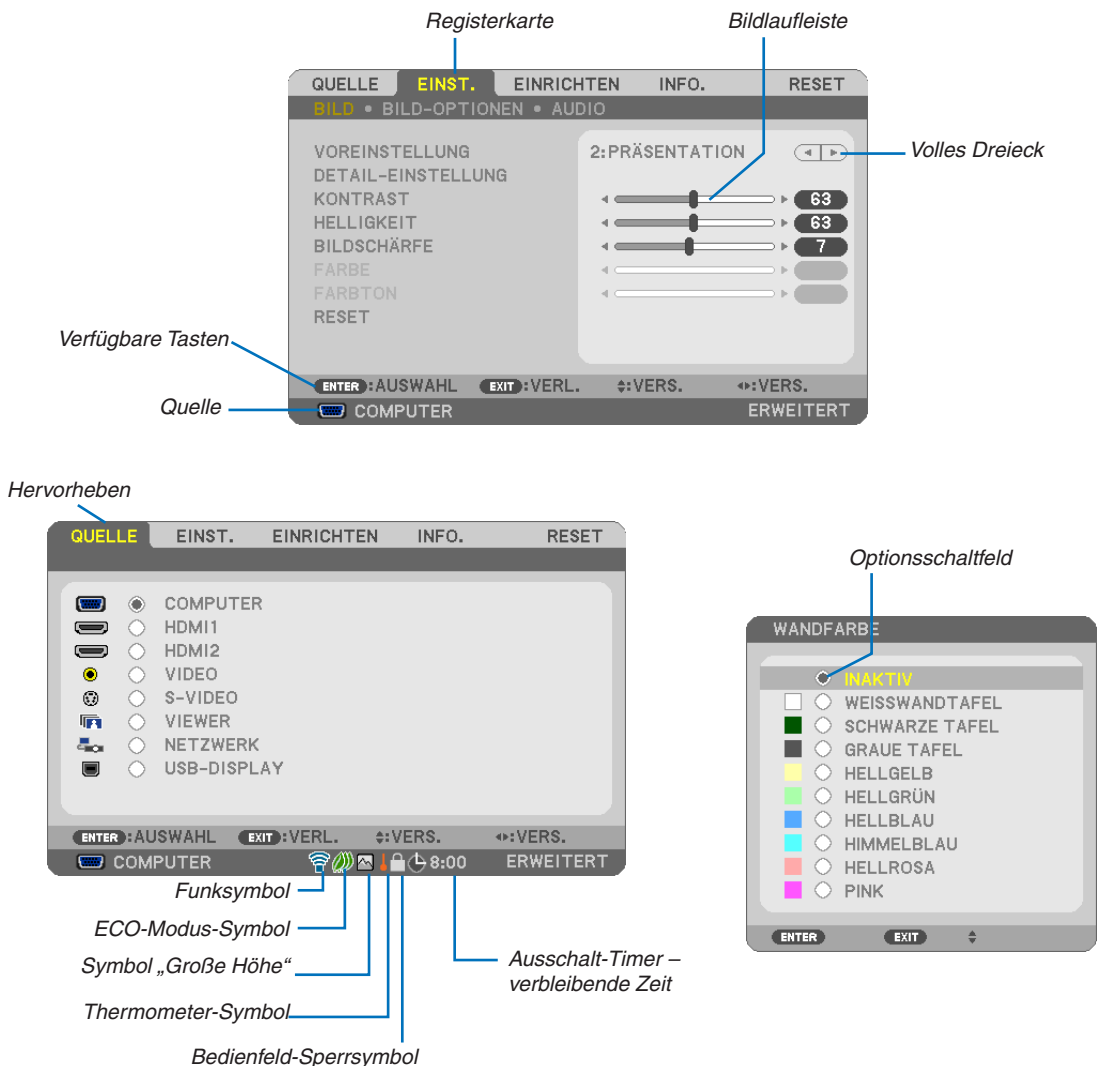 Registerkarte
Bildlaufleiste
QUELLE EINST. EINRICHTEN INFO. RESET
BILD • BILD-OPTIONEN • AUDIO
VOREINSTELLUNG 2:PRÄSENTATION
Volles Dreieck
DETAIL-EINSTELLUNG
KONTRAST 63
HELLIGKEIT 63
BILDSCHÄRFE 7
FARBE
FARBTON
RESET
Verfügbare Tasten
ENTER :AUSWAHL EXIT :VERL. :VERS. :VERS.
Quelle
COMPUTER ERWEITERT
Hervorheben
QUELLE EINST. EINRICHTEN INFO. RESET
COMPUTER
HDMI1
HDMI2
VIDEO
S-VIDEO
VIEWER
NETZWERK
USB-DISPLAY
ENTER :AUSWAHL EXIT :VERL. :VERS. :VERS.
COMPUTER 8:00 ERWEITERT
Funksymbol
ECO-Modus-Symbol
Symbol „Große Höhe“
Thermometer-Symbol
Bedienfeld-Sperrsymbol
Ausschalt-Timer –
verbleibende Zeit
Optionsschaltfeld
WANDFARBE
INAKTIV
WEISSWANDTAFEL
SCHWARZE TAFEL
GRAUE TAFEL
HELLGELB
HELLGRÜN
HELLBLAU
HIMMELBLAU
HELLROSA
PINK
ENTER EXIT